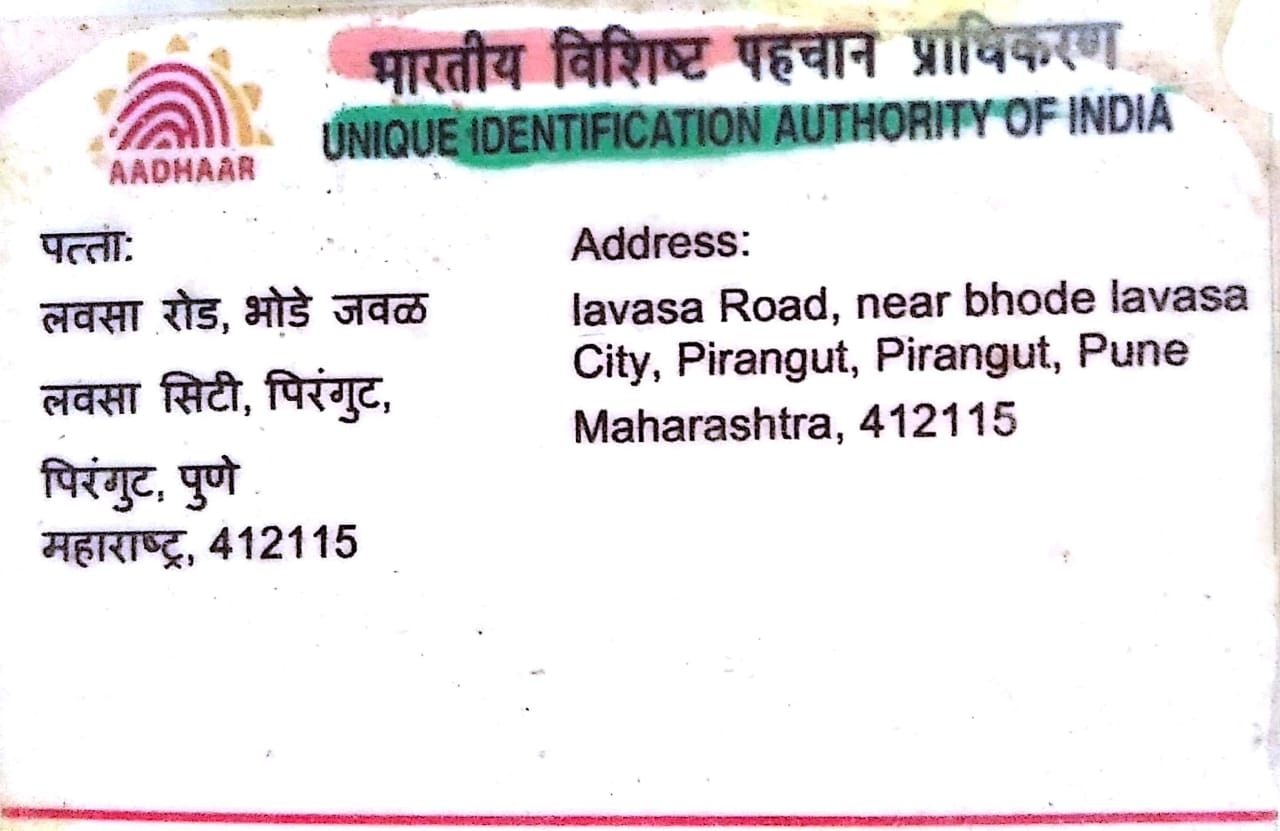 भारतीय विशिष्ट पहचान प्राधिकरण
UNIQUE IDENTIFICATION AUTHORITY OF INDIA
AADHAAR
पत्ता:
लवसा रोड, भोडे जवळ
लवसा सिटी, पिरंगुट,
पिरंगुट, पुणे
महाराष्ट्र, 412115
Address:
lavasa Road, near bhode lavasa
City, Pirangut, Pirangut, Pune
Maharashtra, 412115